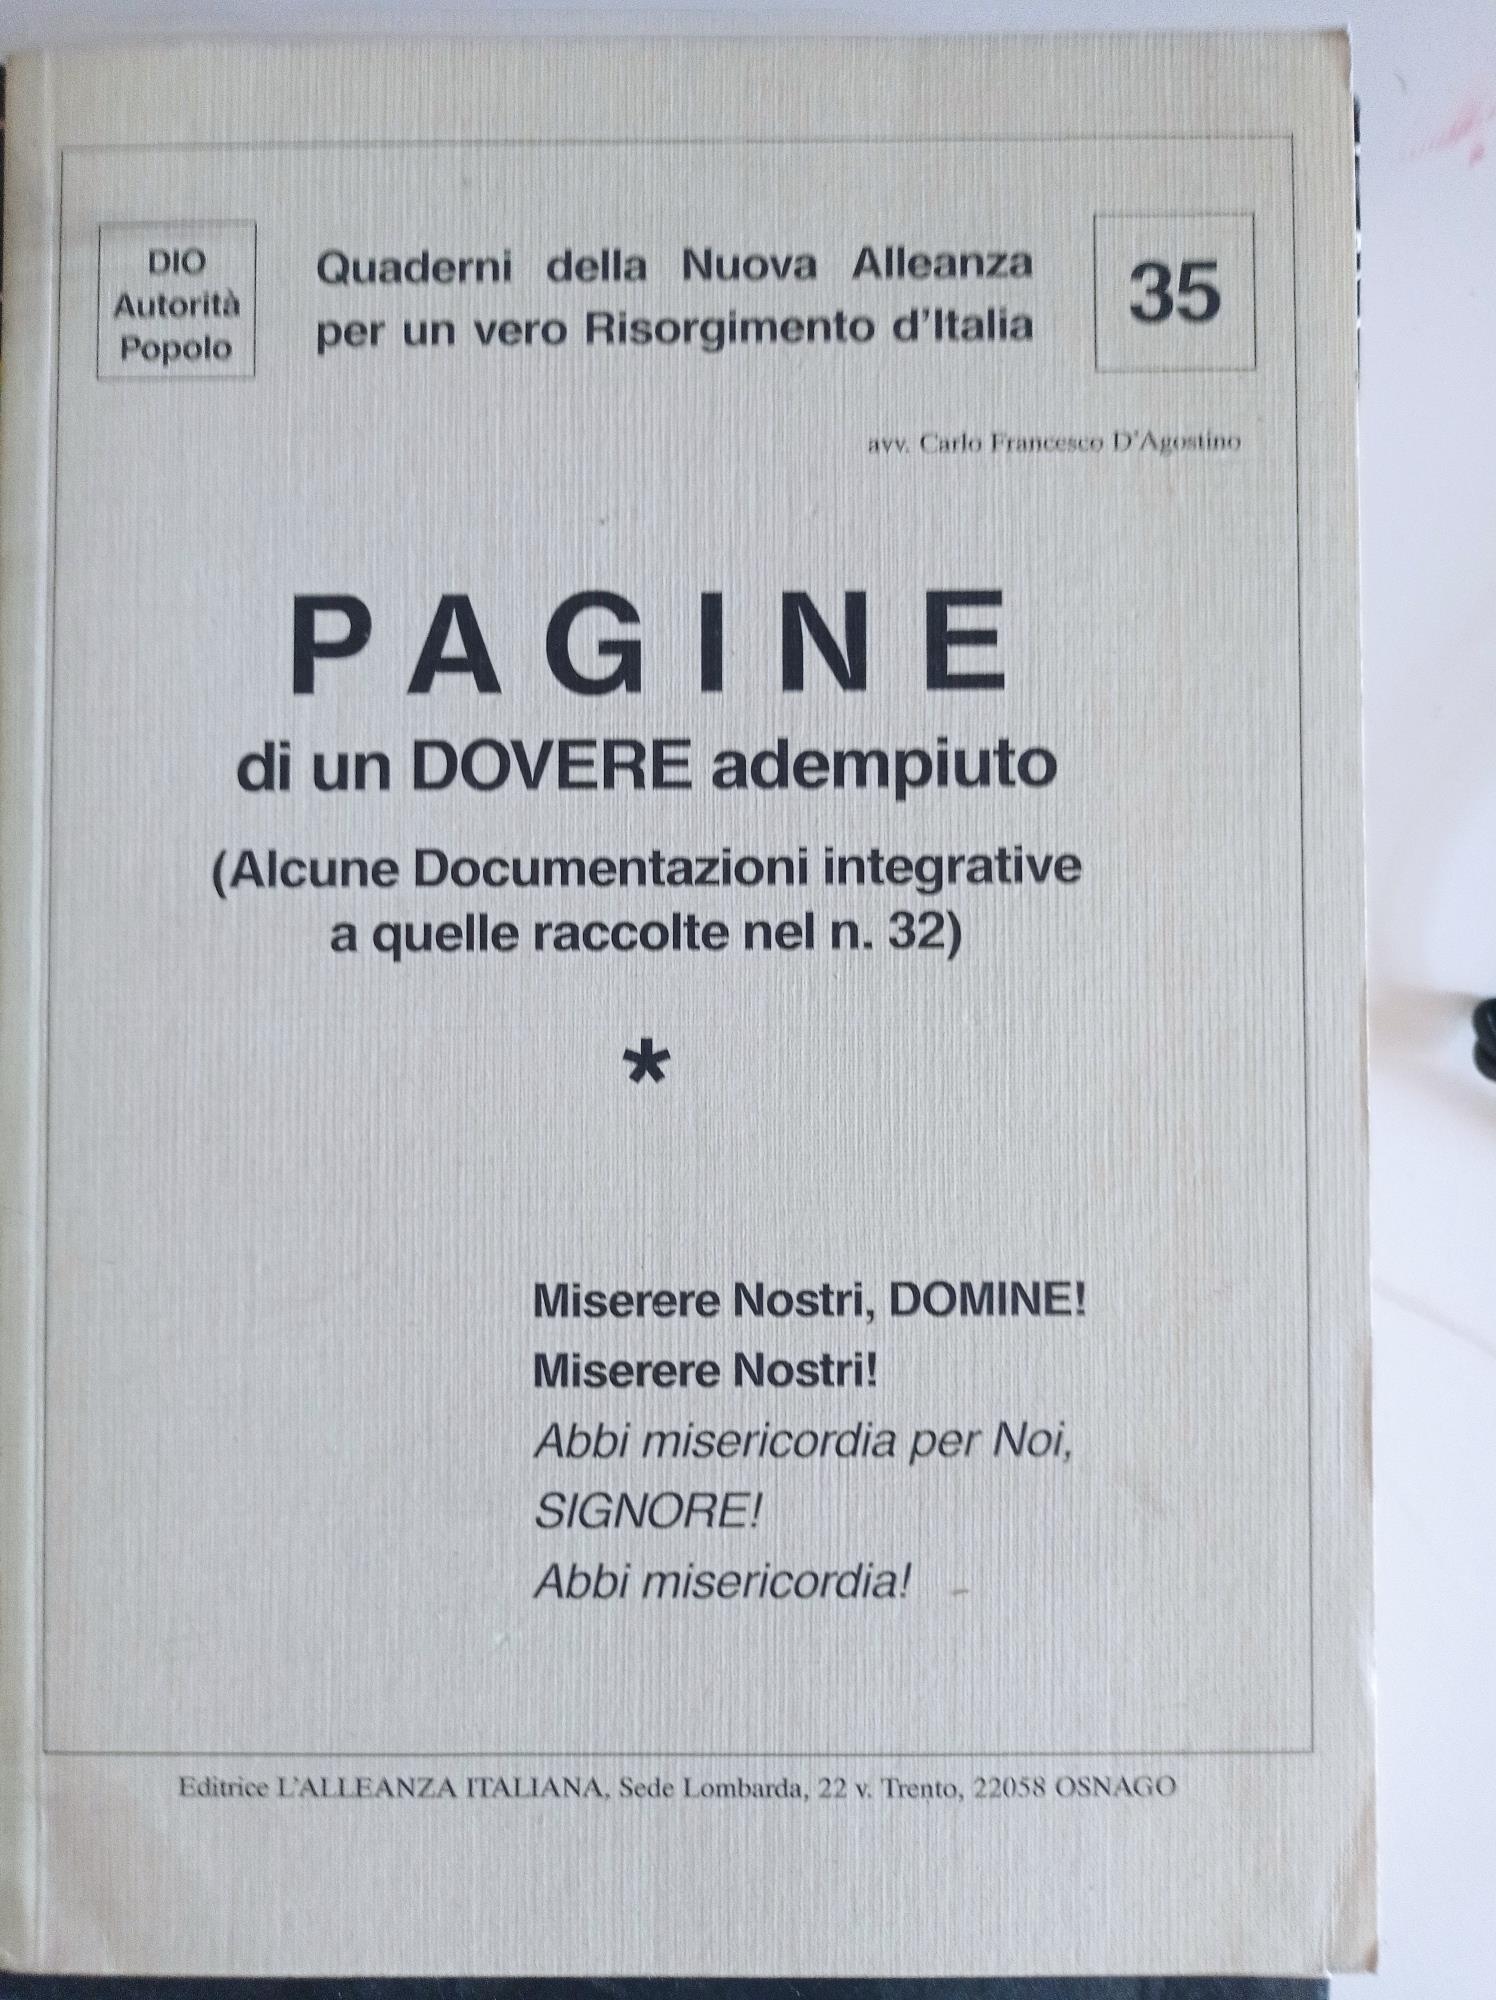 DIO
Autorità
Popolo
Quaderni della Nuova Alleanza
per un vero Risorgimento d'Italia
35
avv. Carlo Francesco D'Agostino
PAGINE
di un DOVERE adempiuto
(Alcune Documentazioni integrative
a quelle raccolte nel n. 32)
*
Miserere Nostri, DOMINE!
Miserere Nostri!
Abbi misericordia per Noi,
SIGNORE!
Abbi misericordia!
Editrice L'ALLEANZA ITALIANA, Sede Lombarda, 22 v. Trento, 22058 OSNAGO